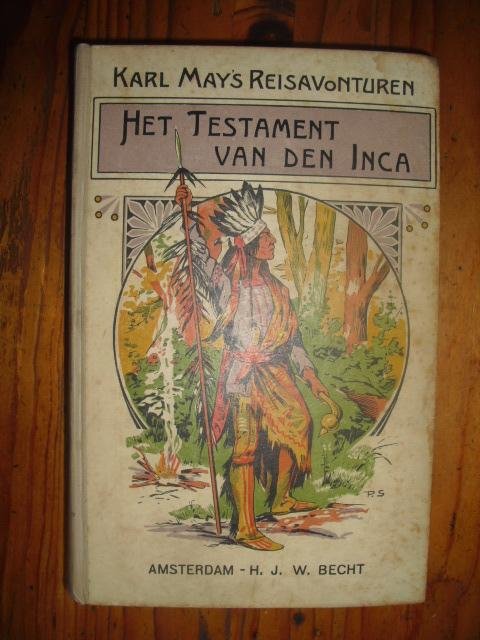 KARL MAY'S REISAVONTUREN
HET TESTAMENT
VAN DEN INCA
P.S
AMSTERDAM - H. J. W. BECHT